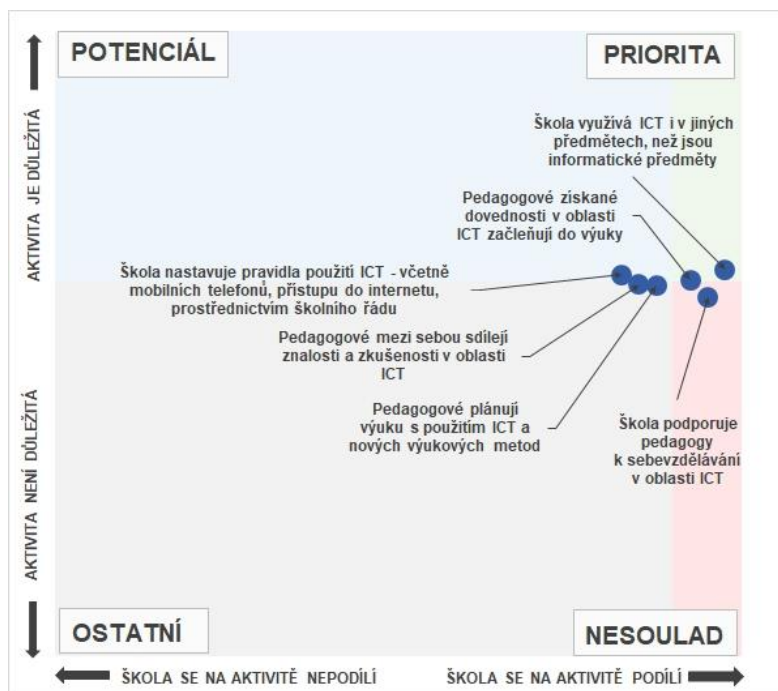 POTENCIÁL
PRIORITA
Škola využívá ICT i v jiných
předmětech, než jsou
informatické předměty
Pedagogové získané
dovednosti v oblasti
ICT začleňují do výuky
Škola nastavuje pravidla použití ICT - včetně
mobilních telefonů, přístupu do internetu,
prostřednictvím školního řádu
Pedagogové mezi sebou sdílejí
znalosti a zkušenosti v oblasti
ICT
Pedagogové plánují
výuku s použitím ICT a
nových výukových metod
Škola podporuje
pedagogy
k sebevzdělávání
v oblasti ICT
AKTIVITA JE DŮLEŽITÁ
AKTIVITA NENÍ DŮLEŽITÁ
OSTATNÍ
NESOULAD
ŠKOLA SE NA AKTIVITĚ NEPODÍLÍ
ŠKOLA SE NA AKTIVITĚ PODÍLÍ